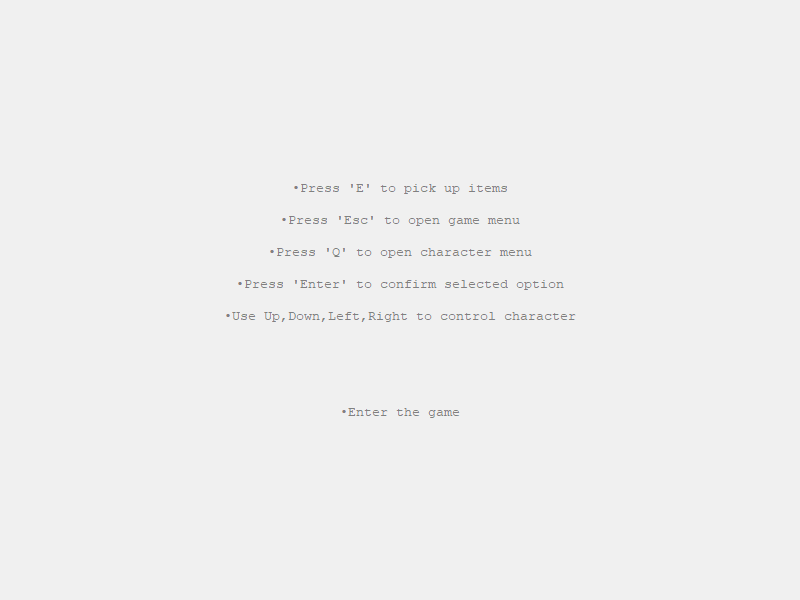 •Press 'E' to pick up items
•Press 'Esc' to open game menu
•Press 'Q' to open character menu
•Press 'Enter' to confirm selected option
•Use Up,Down,Left,Right to control character
•Enter the game